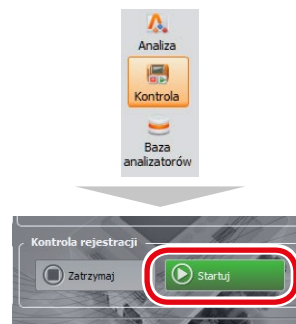 Analiza
Kontrola
Baza
analizatorów
Kontrola rejestracji
Zatrzymaj
Startuj